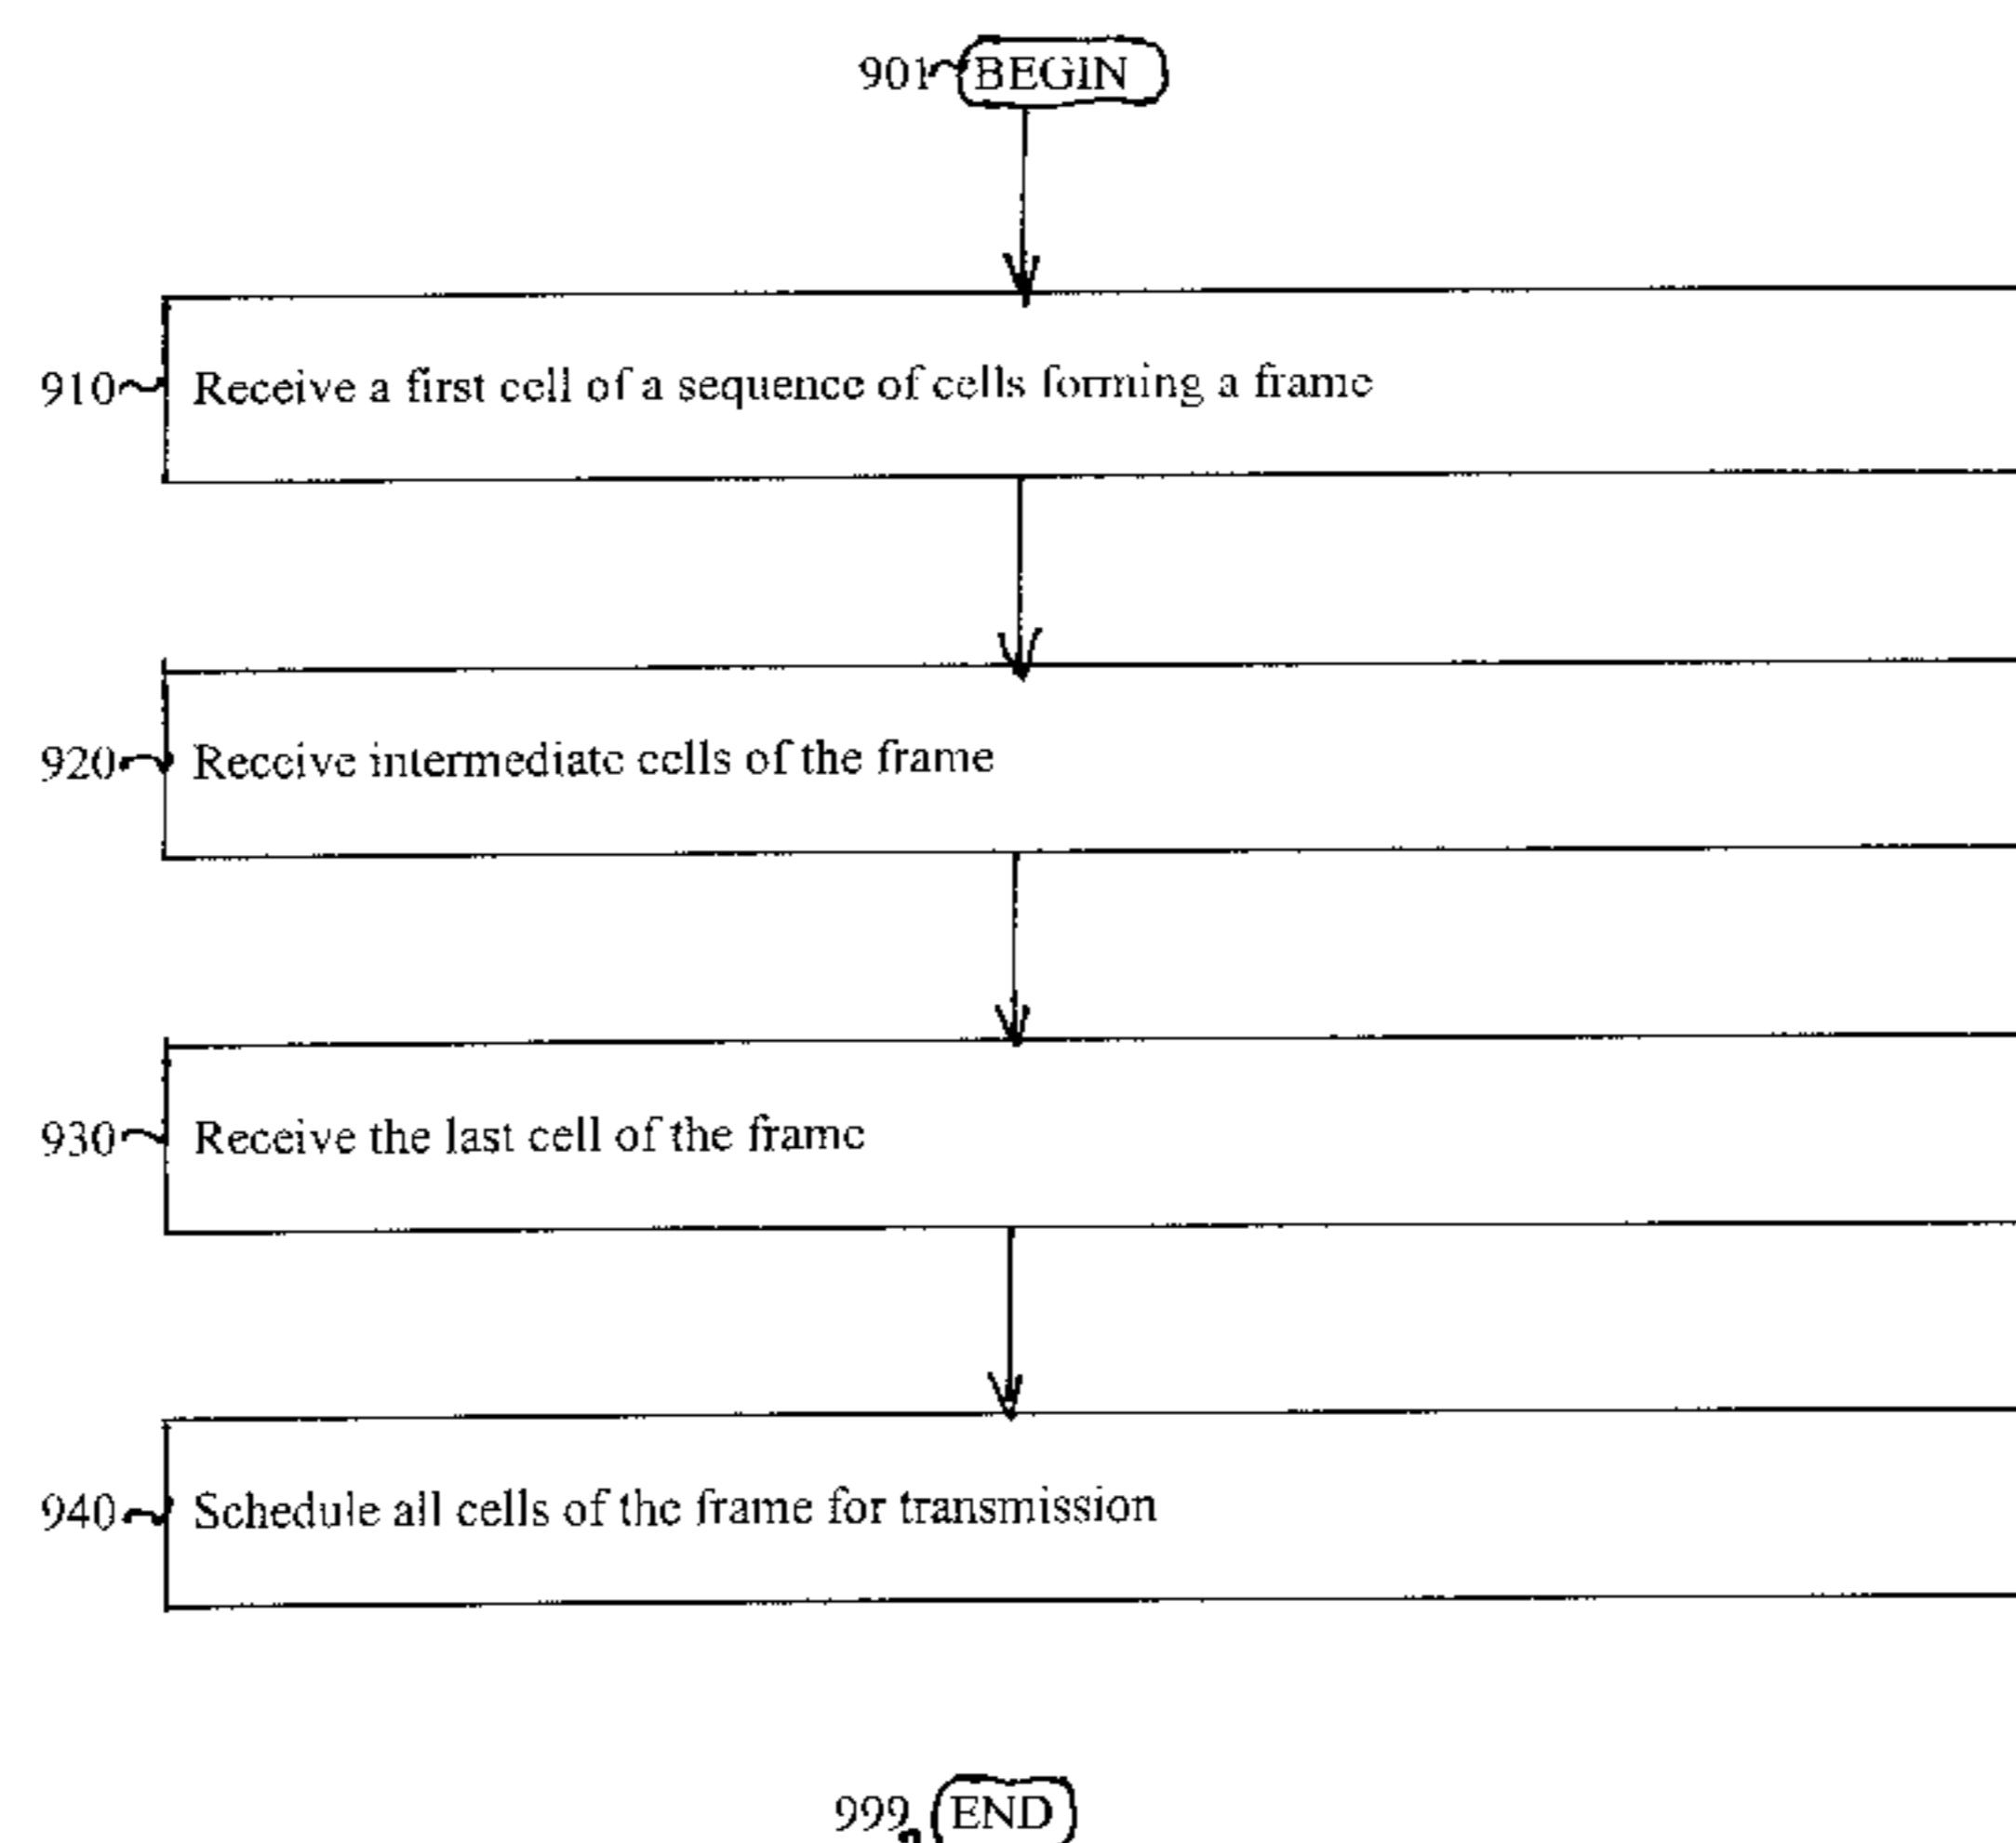 901 BEGIN
910 Receive a first cell of a sequence of cells forming a frame
920 Receive intermediate cells of the frame
930 Receive the last cell of the frame
940 Schedule all cells of the frame for transmission
999 END